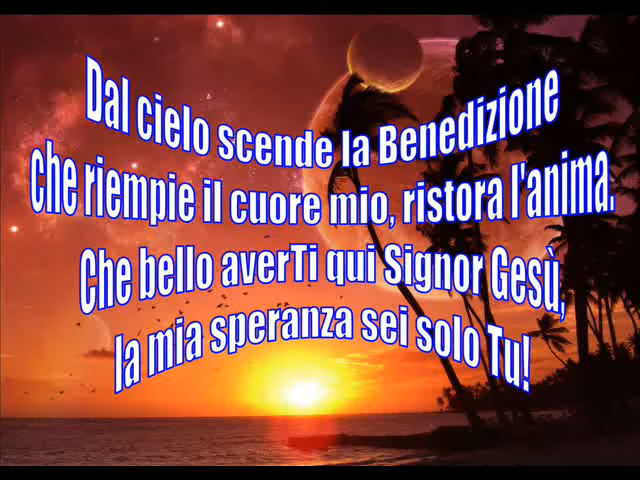 Dal cielo scende la Benedizione
che riempie il cuore mio, ristora l'anima.
Che bello averTi qui Signor Gesù,
la mia speranza sei solo Tu!